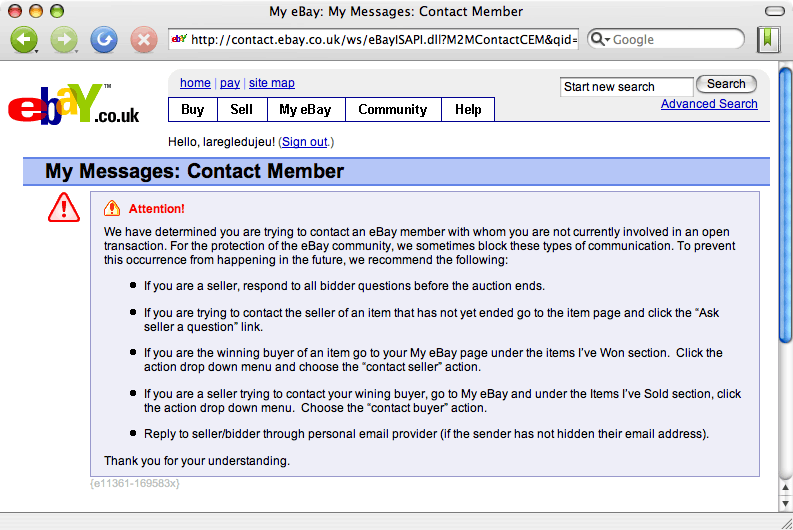 My eBay: My Messages: Contact Member
ebY http://contact.ebay.co.uk/ws/eBayISAPI.dll?M2MContactCEM&qid=
Google
home | pay | site map
Start new search
Search
Advanced Search
ebaY™.co.uk
Buy
Sell
My eBay
Community
Help
Hello, laregledujeu! (Sign out.)
My Messages: Contact Member
Attention!
We have determined you are trying to contact an eBay member with whom you are not currently involved in an open
transaction. For the protection of the eBay community, we sometimes block these types of communication. To prevent
this occurrence from happening in the future, we recommend the following:
• If you are a seller, respond to all bidder questions before the auction ends.
• If you are trying to contact the seller of an item that has not yet ended go to the item page and click the “Ask
seller a question” link.
• If you are the winning buyer of an item go to your My eBay page under the items I’ve Won section. Click the
action drop down menu and choose the “contact seller” action.
• If you are a seller trying to contact your wining buyer, go to My eBay and under the Items I’ve Sold section, click
the action drop down menu. Choose the “contact buyer” action.
• Reply to seller/bidder through personal email provider (if the sender has not hidden their email address).
Thank you for your understanding.
{e11361-169583x}